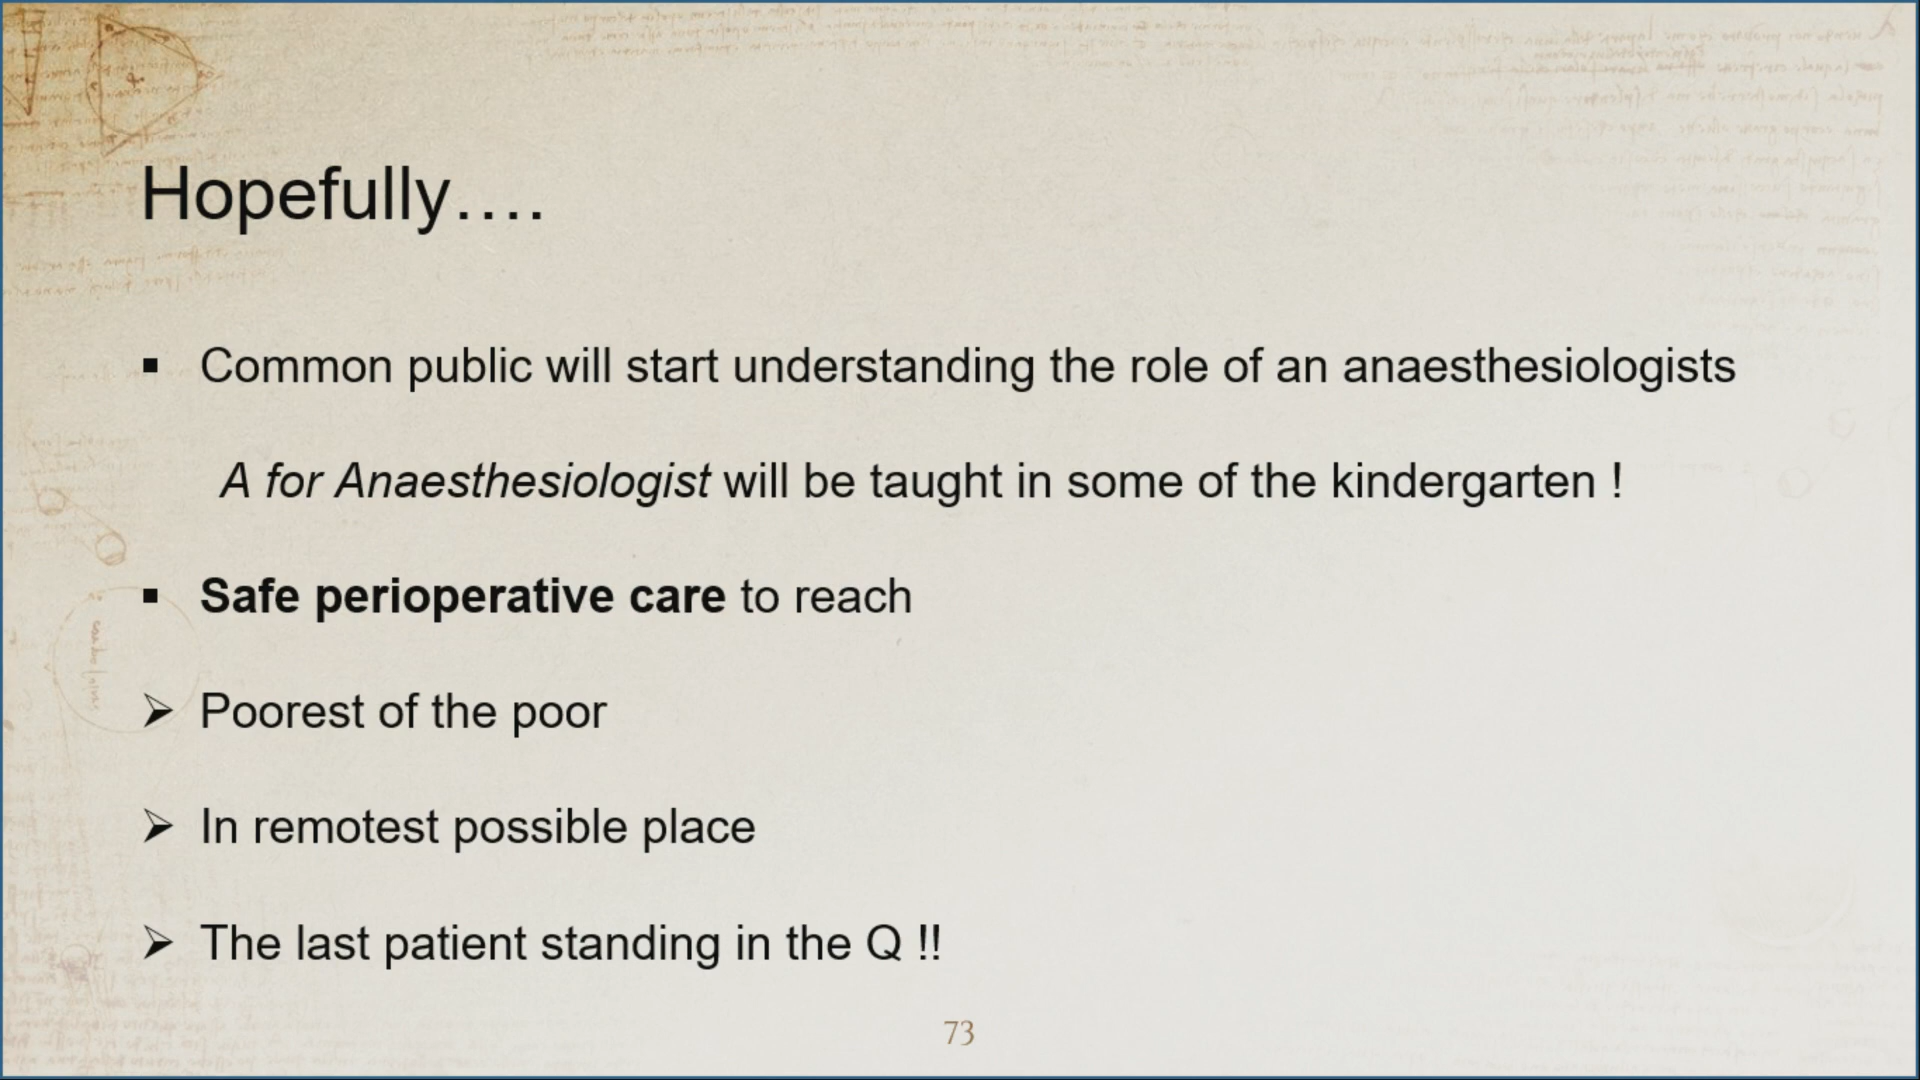 Hopefully….
▪ Common public will start understanding the role of an anaesthesiologists
A for Anaesthesiologist will be taught in some of the kindergarten !
▪ Safe perioperative care to reach
➢ Poorest of the poor
➢ In remotest possible place
➢ The last patient standing in the Q !!
73